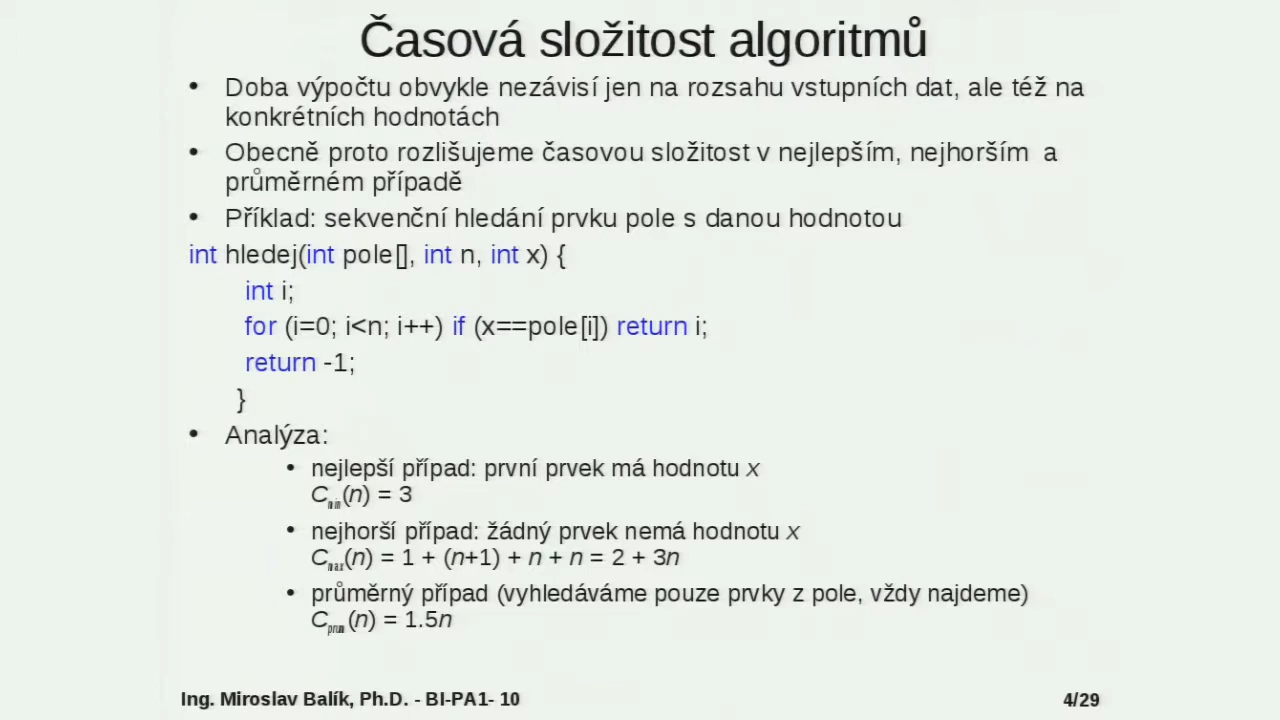 Časová složitost algoritmů
• Doba výpočtu obvykle nezávisí jen na rozsahu vstupních dat, ale též na
konkrétních hodnotách
• Obecně proto rozlišujeme časovou složitost v nejlepším, nejhorším a
průměrném případě
• Příklad: sekvenční hledání prvku pole s danou hodnotou
int hledej(int pole[], int n, int x) {
int i;
for (i=0; i<n; i++) if (x==pole[i]) return i;
return -1;
}
• Analýza:
• nejlepší případ: první prvek má hodnotu x
Cmin(n) = 3
• nejhorší případ: žádný prvek nemá hodnotu x
Cmax(n) = 1 + (n+1) + n + n = 2 + 3n
• průměrný případ (vyhledáváme pouze prvky z pole, vždy najdeme)
Cprum(n) = 1.5n
Ing. Miroslav Balík, Ph.D. - BI-PA1- 10
4/29